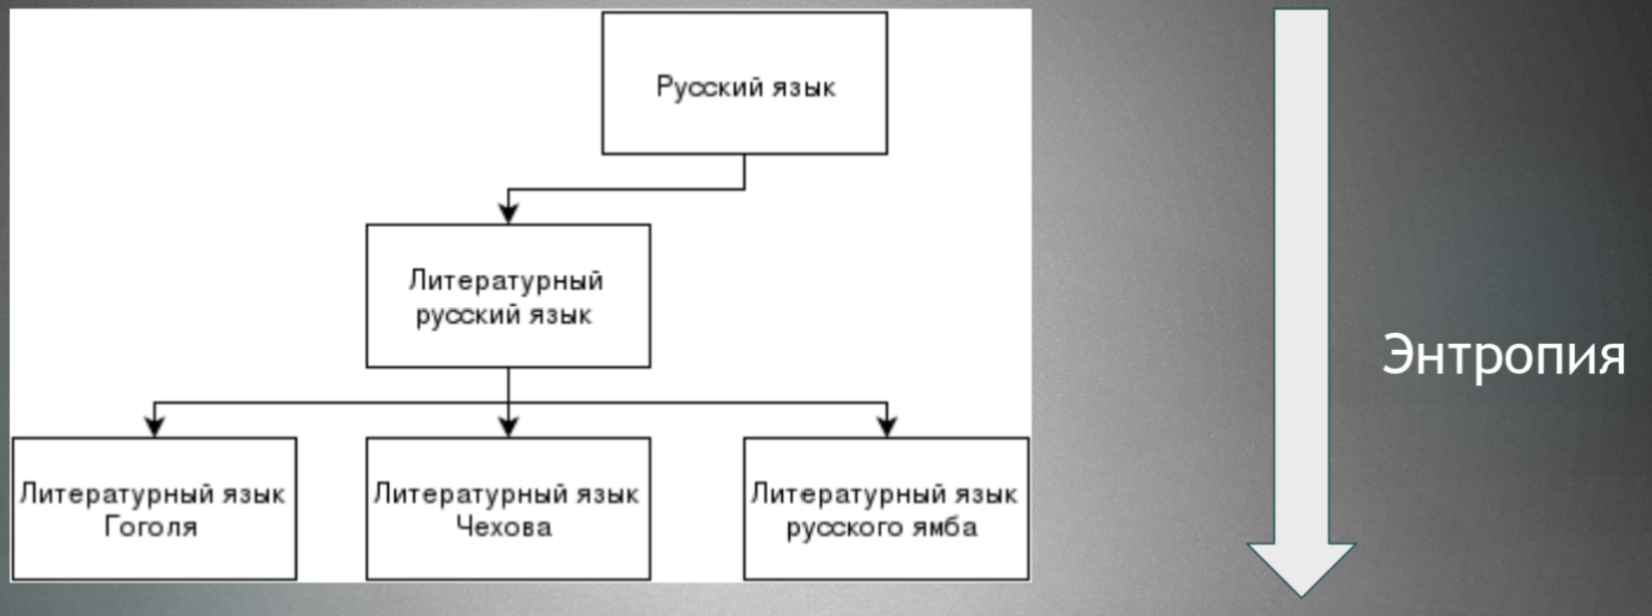 Русский язык
Литературный
русский язык
Энтропия
Литературный язык
Гоголя
Литературный язык
Чехова
Литературный язык
русского ямба